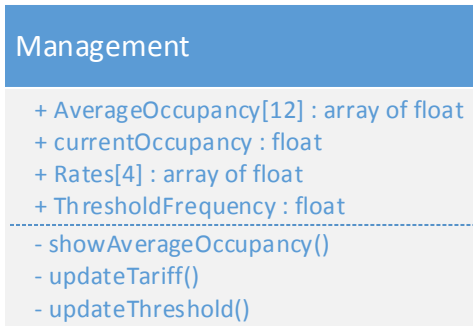 Management
+ AverageOccupancy[12] : array of float
+ currentOccupancy : float
+ Rates[4] : array of float
+ ThresholdFrequency : float
- showAverageOccupancy()
- updateTariff()
- updateThreshold()